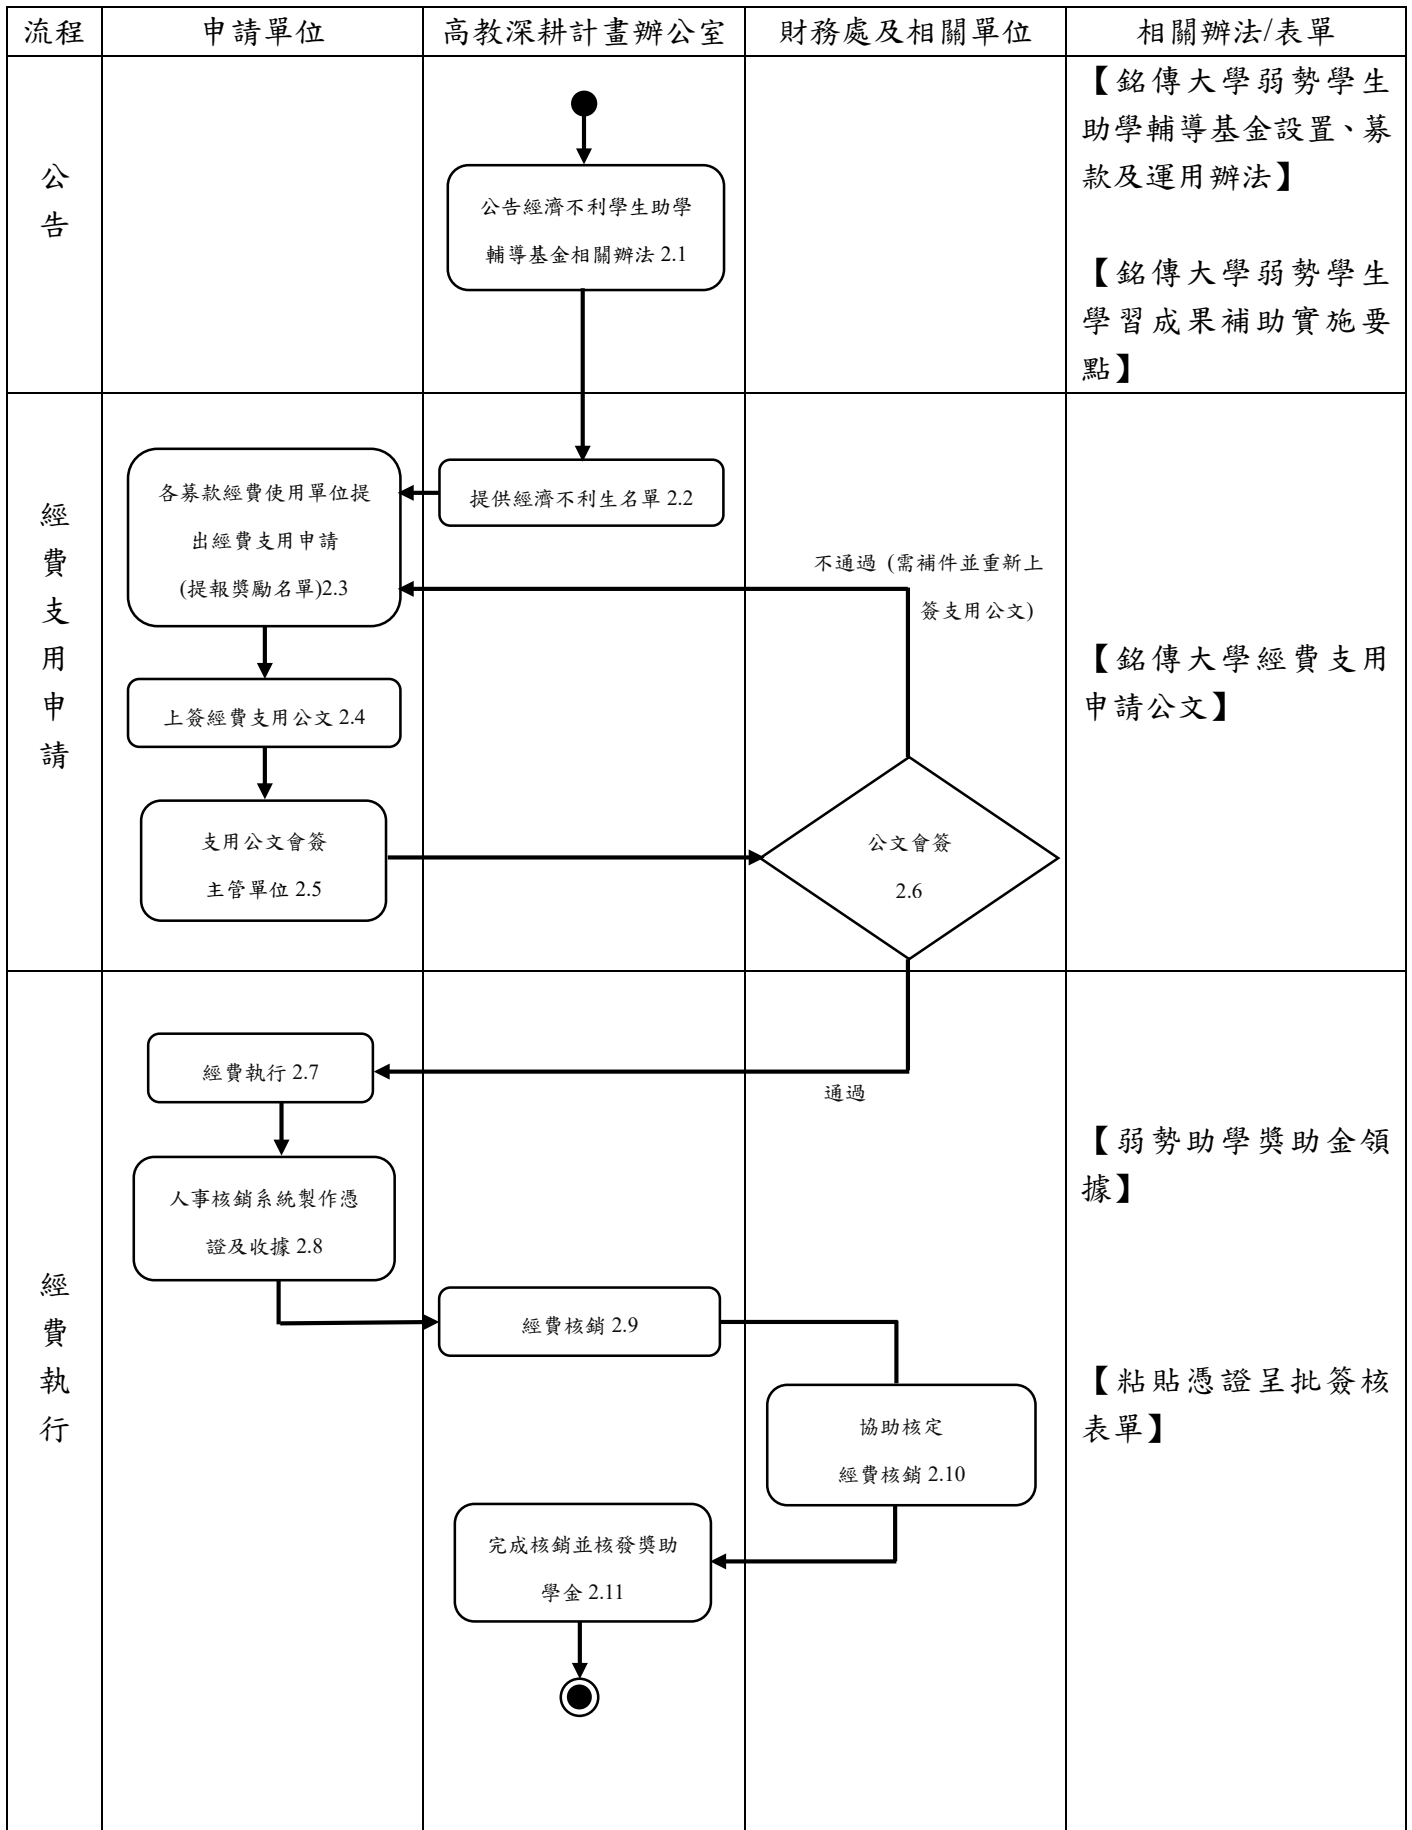 流程
申請單位
高教深耕計畫辦公室
財務處及相關單位
相關辦法/表單
公
告
公告經濟不利學生助學
輔導基金相關辦法 2.1
【銘傳大學弱勢學生
助學輔導基金設置、募
款及運用辦法】
【銘傳大學弱勢學生
學習成果補助實施要
點】
經
費
支
用
申
請
提供經濟不利生名單 2.2
各募款經費使用單位提
出經費支用申請
(提報獎勵名單)2.3
不通過 (需補件並重新上
簽支用公文)
上簽經費支用公文 2.4
支用公文會簽
主管單位 2.5
公文會簽
2.6
【銘傳大學經費支用
申請公文】
經
費
執
行
通過
經費執行 2.7
人事核銷系統製作憑
證及收據 2.8
經費核銷 2.9
協助核定
經費核銷 2.10
完成核銷並核發獎助
學金 2.11
【弱勢助學獎助金領
據】
【粘貼憑證呈批簽核
表單】